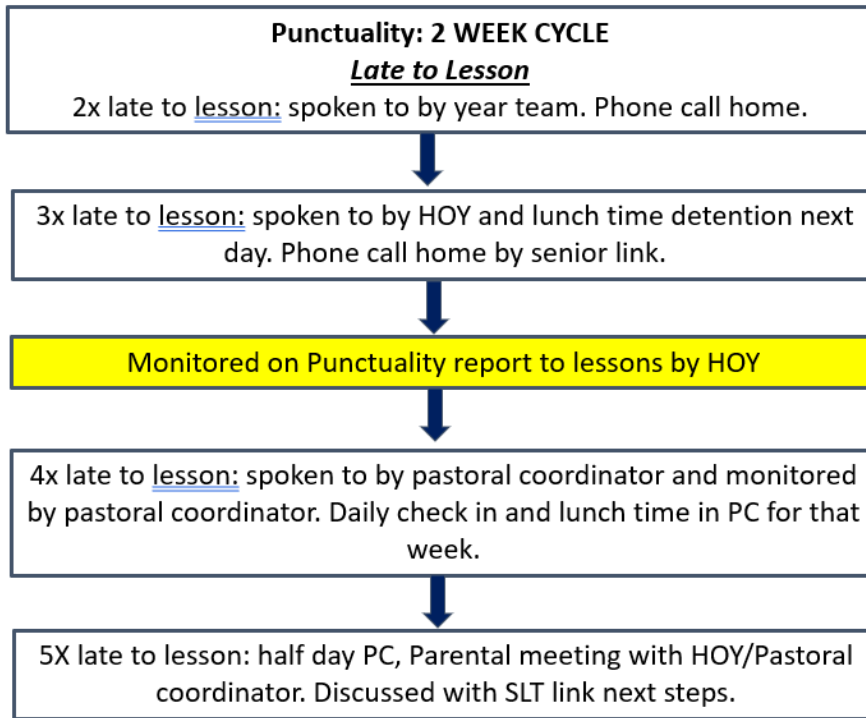 Punctuality: 2 WEEK CYCLE
Late to Lesson
2x late to lesson: spoken to by year team. Phone call home.
3x late to lesson: spoken to by HOY and lunch time detention next
day. Phone call home by senior link.
Monitored on Punctuality report to lessons by HOY
4x late to lesson: spoken to by pastoral coordinator and monitored
by pastoral coordinator. Daily check in and lunch time in PC for that
week.
5X late to lesson: half day PC, Parental meeting with HOY/Pastoral
coordinator. Discussed with SLT link next steps.